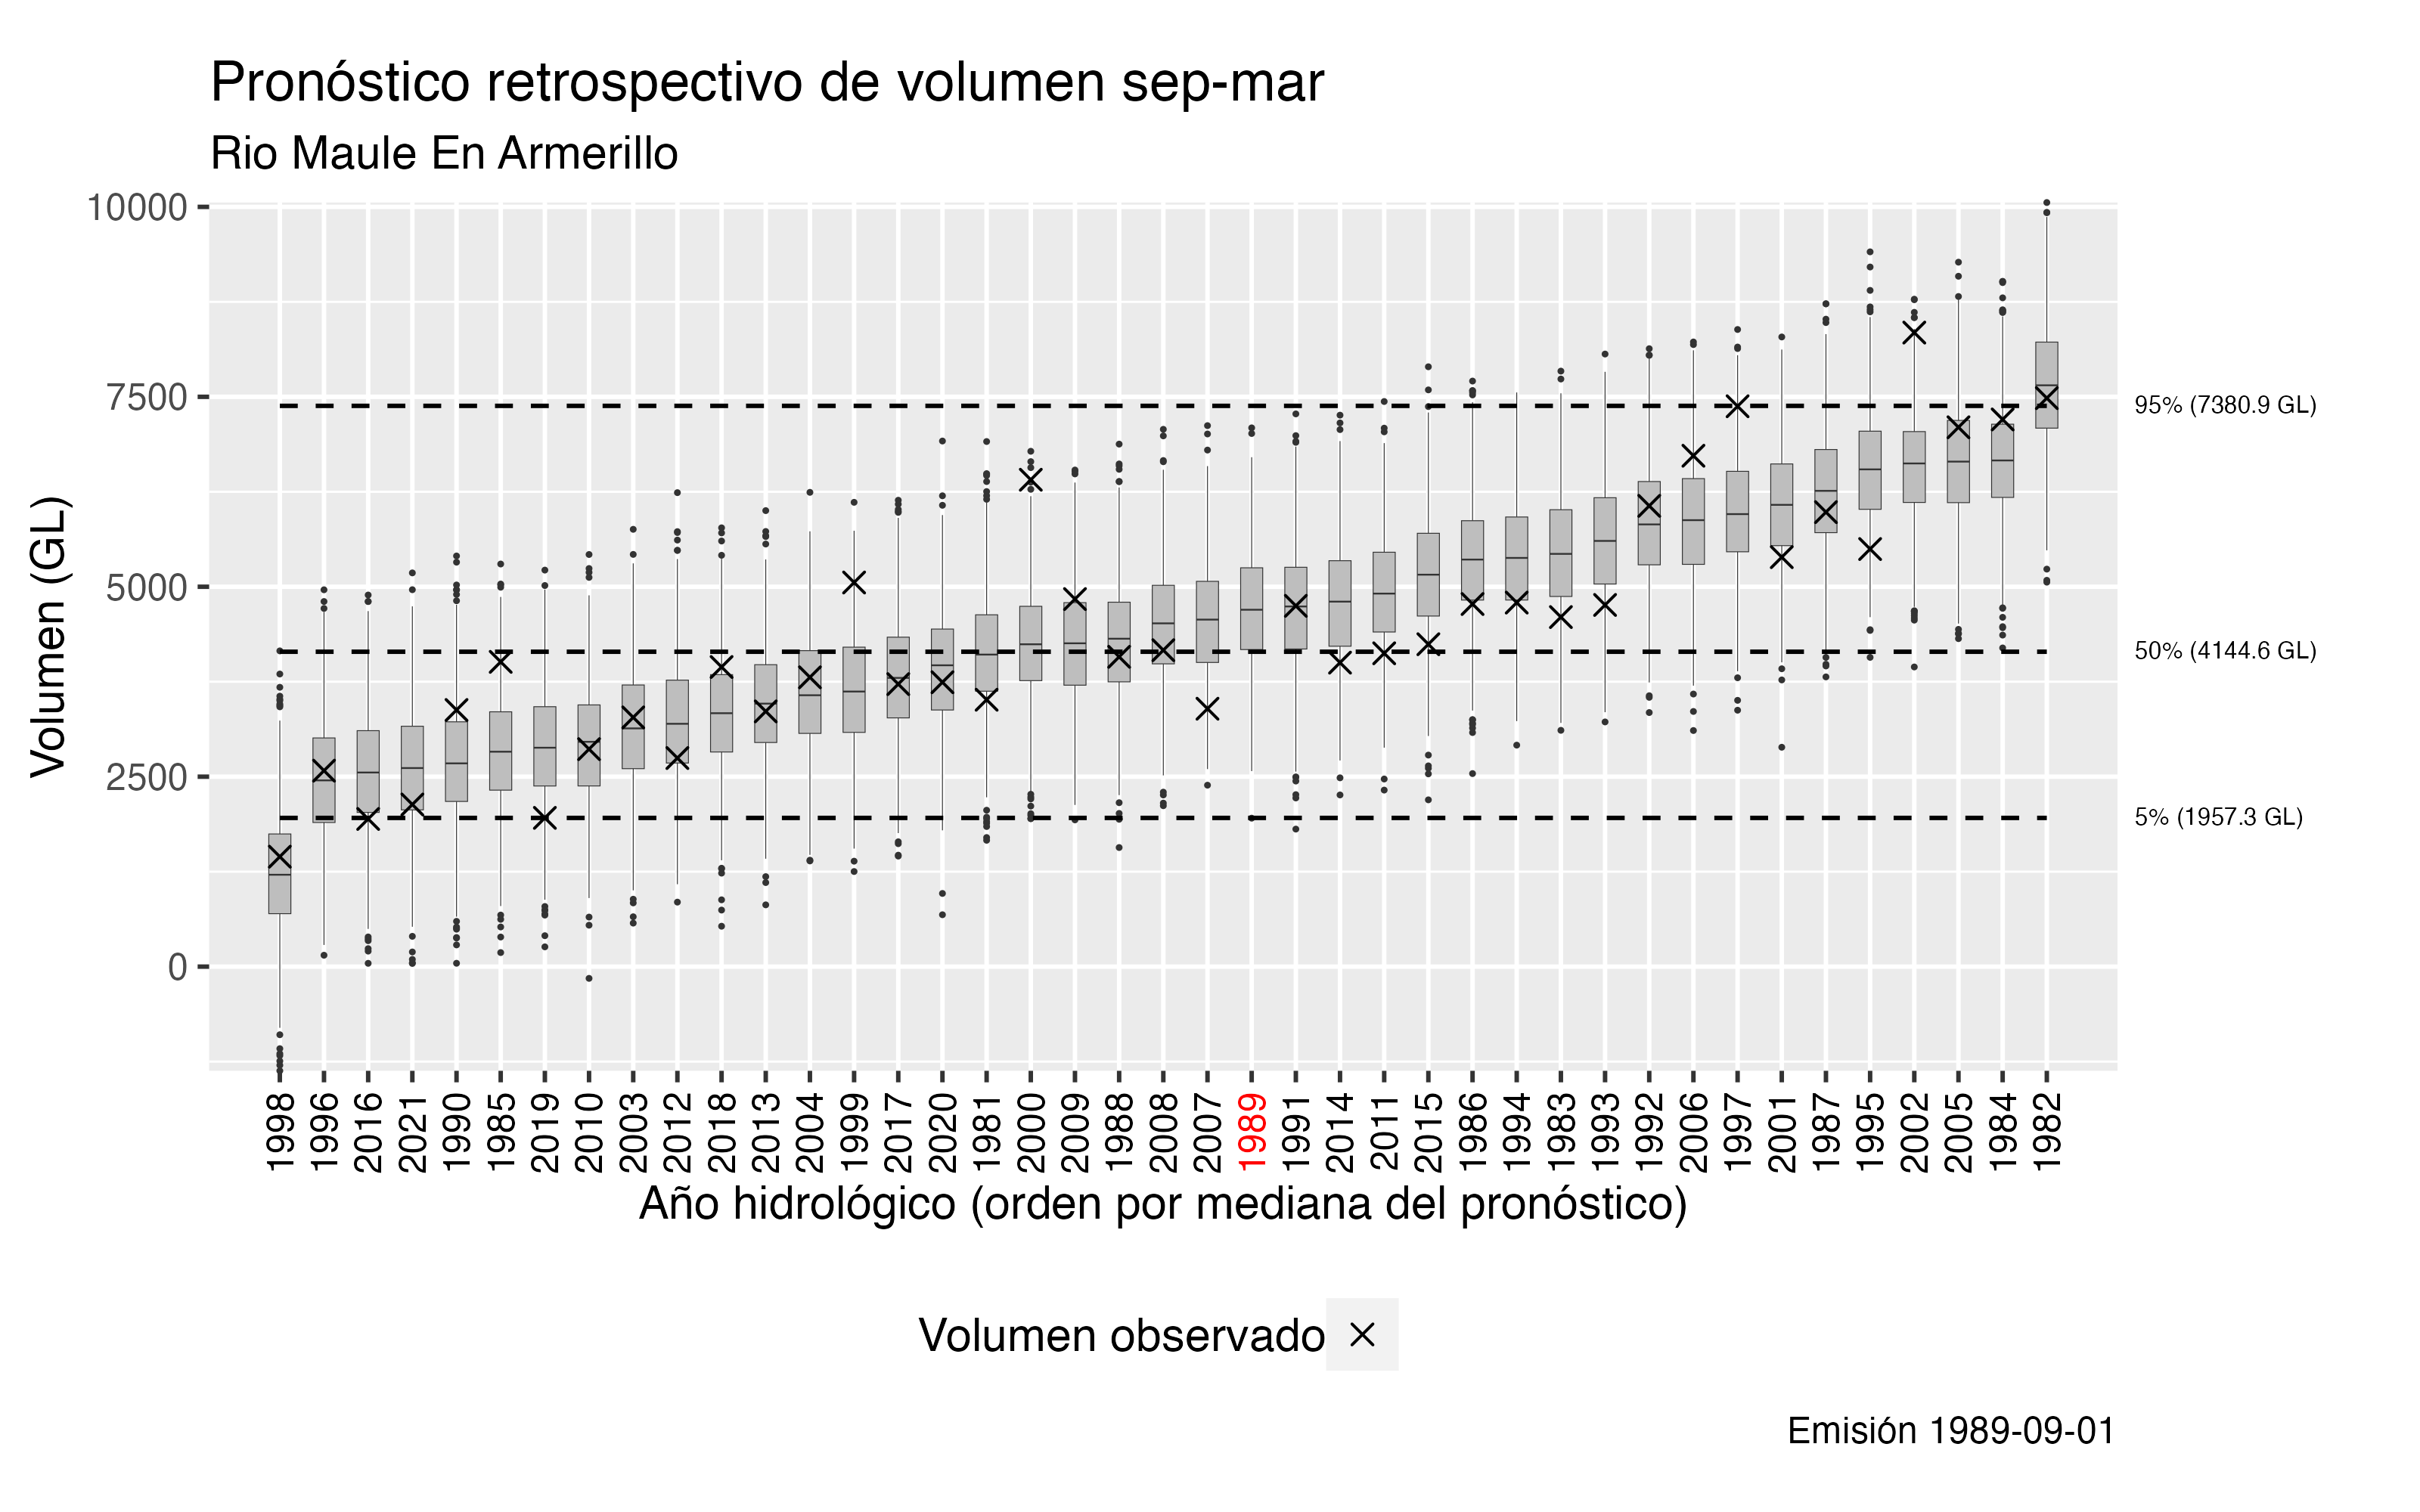 Pronóstico retrospectivo de volumen sep-mar
Rio Maule En Armerillo
Volumen (GL)
10000
7500
5000
2500
0
95% (7380.9 GL)
50% (4144.6 GL)
5% (1957.3 GL)
1998 1996 2016 2021 1990 1985 2019 2010 2003 2012 2018 2013 2004 1999 2017 2020 1981 2000 2009 1988 2008 2007 1989 1991 2014 2011 2015 1986 1994 1983 1993 1992 2006 1997 2001 1987 1995 2002 2005 1984 1982
Año hidrológico (orden por mediana del pronóstico)
Volumen observado
Emisión 1989-09-01